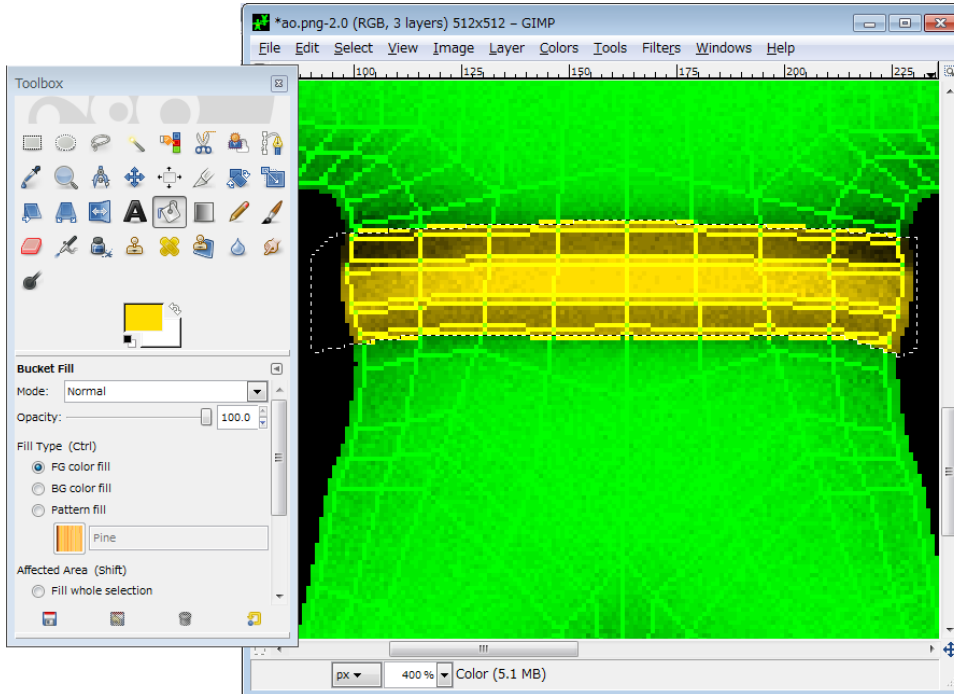 *ao.png-2.0 (RGB, 3 layers) 512x512 – GIMP
File Edit Select View Image Layer Colors Tools Filters Windows Help
100 125 150 175 200 225
Toolbox
Bucket Fill
Mode: Normal
Opacity: 100.0
Fill Type (Ctrl)
FG color fill
BG color fill
Pattern fill
Pine
Affected Area (Shift)
Fill whole selection
px 400 % Color (5.1 MB)